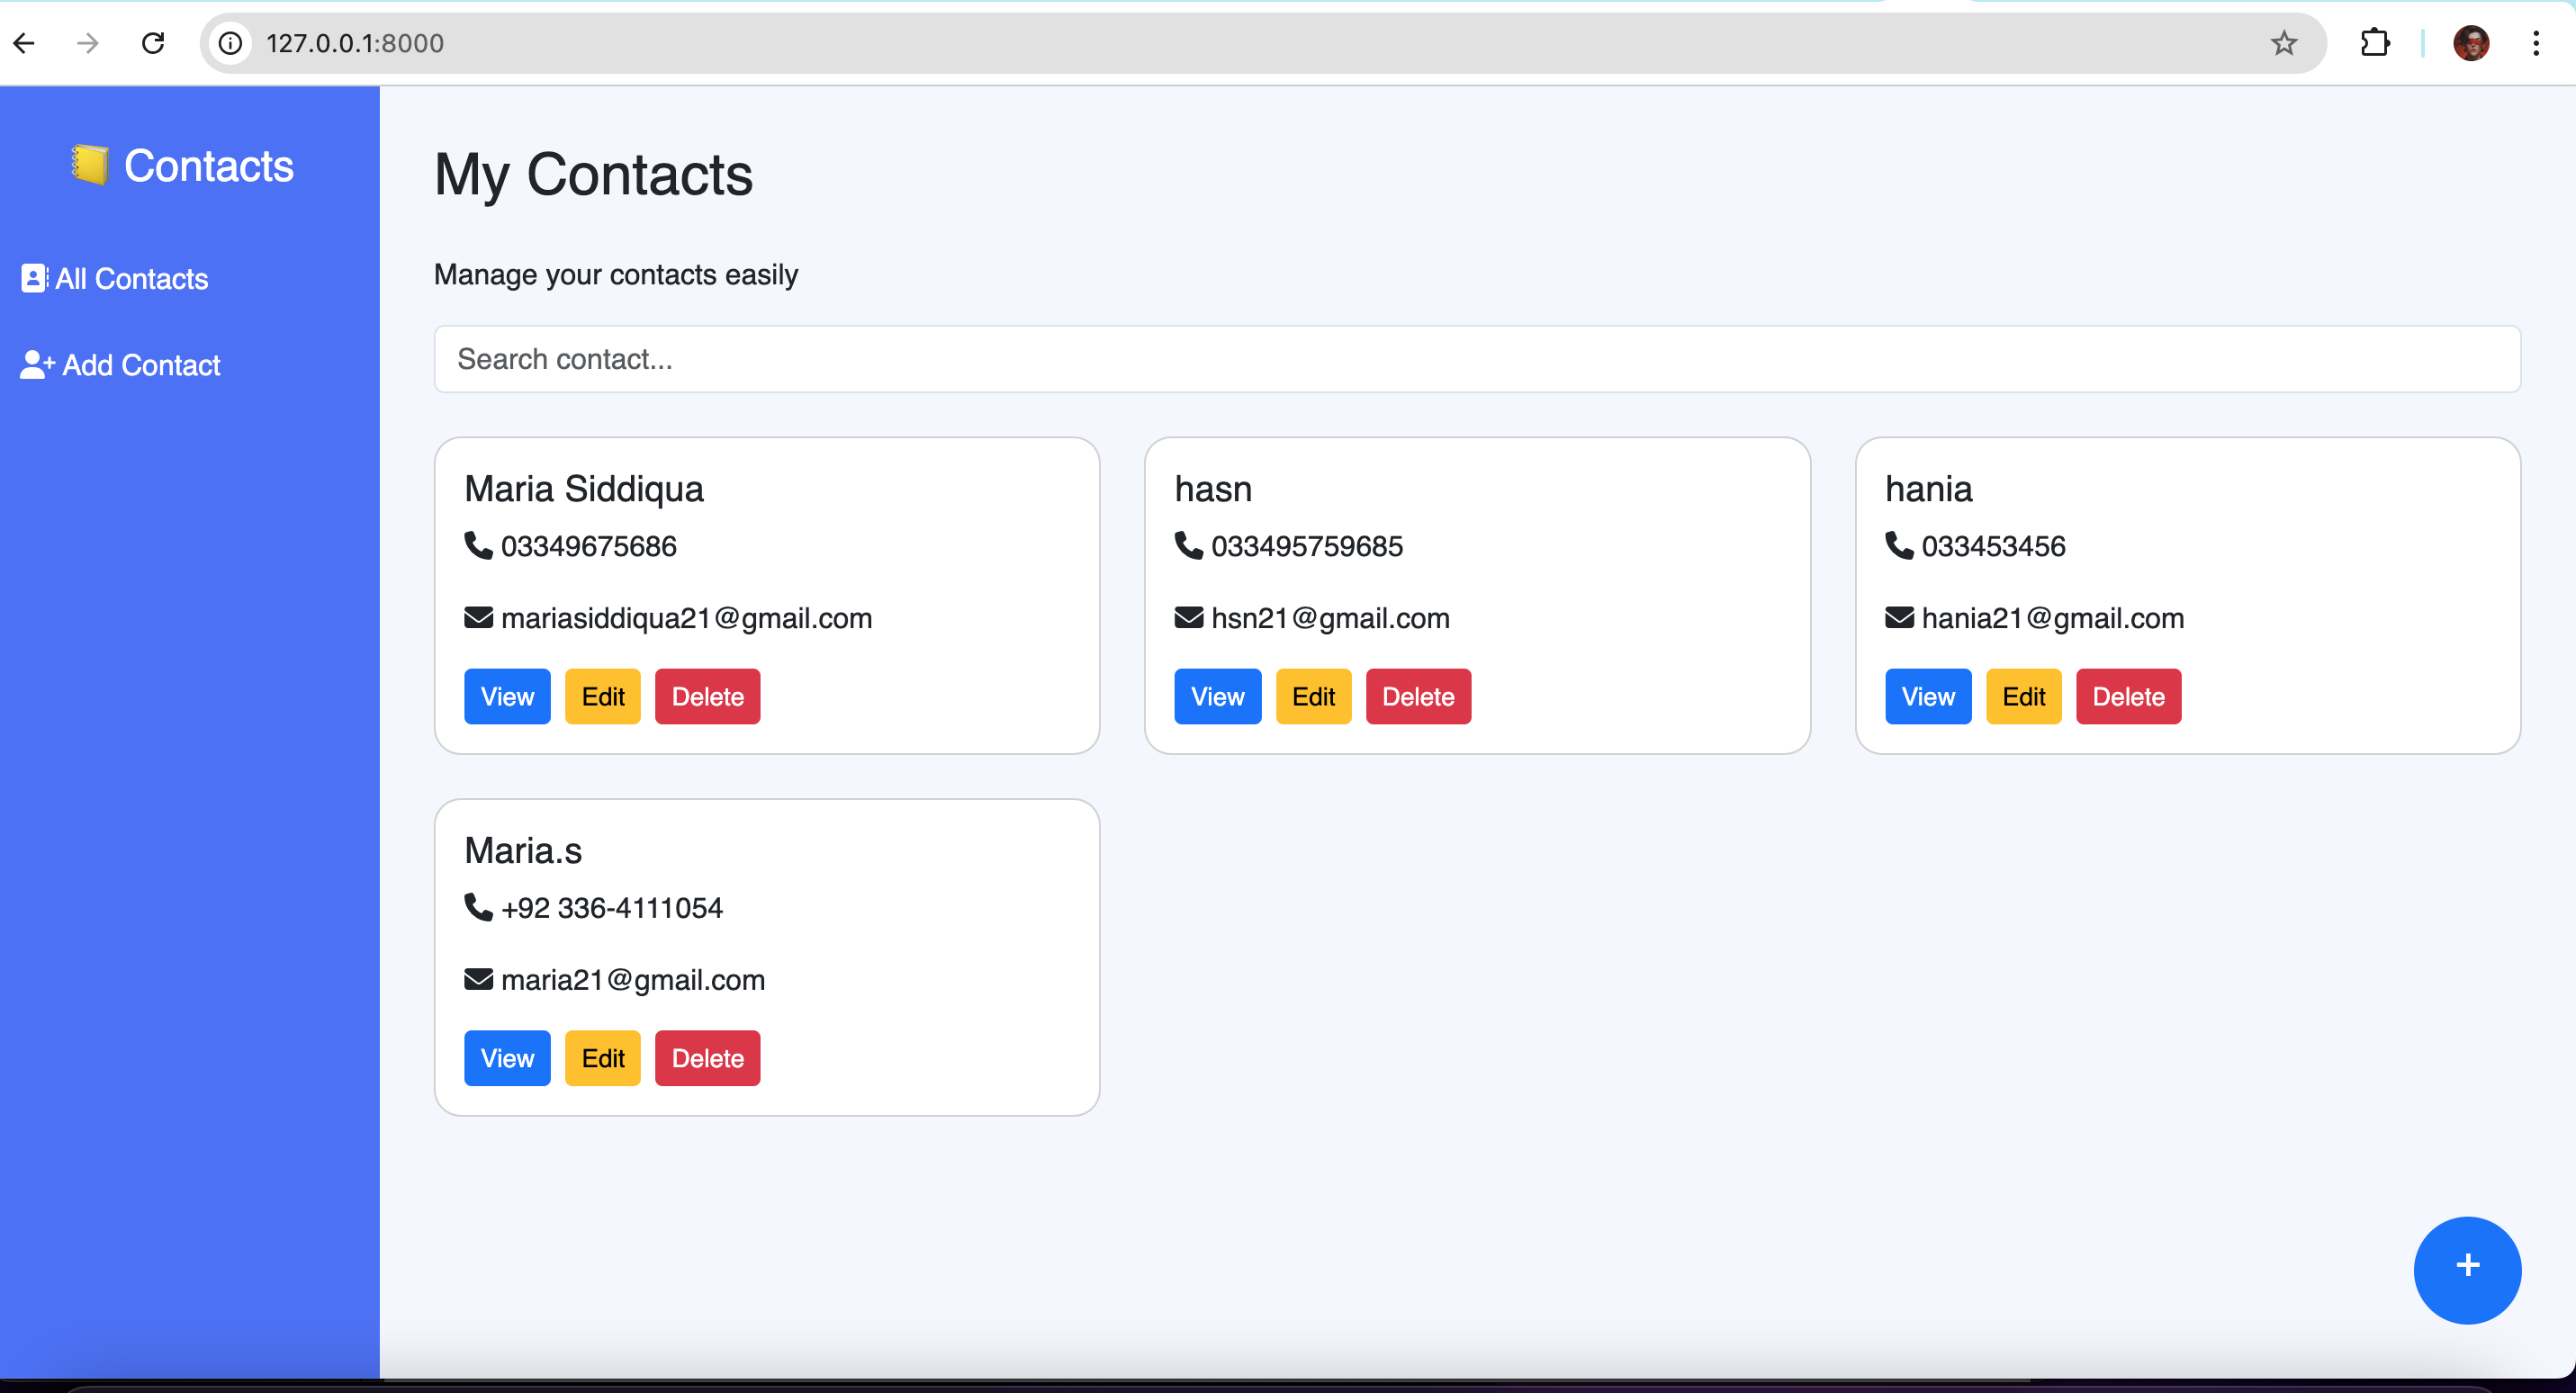 127.0.0.1:8000
Contacts
All Contacts
Add Contact
My Contacts
Manage your contacts easily
Search contact...
Maria Siddiqua
03349675686
mariasiddiqua21@gmail.com
View Edit Delete
hasn
033495759685
hsn21@gmail.com
View Edit Delete
hania
033453456
hania21@gmail.com
View Edit Delete
Maria.s
+92 336-4111054
maria21@gmail.com
View Edit Delete
+